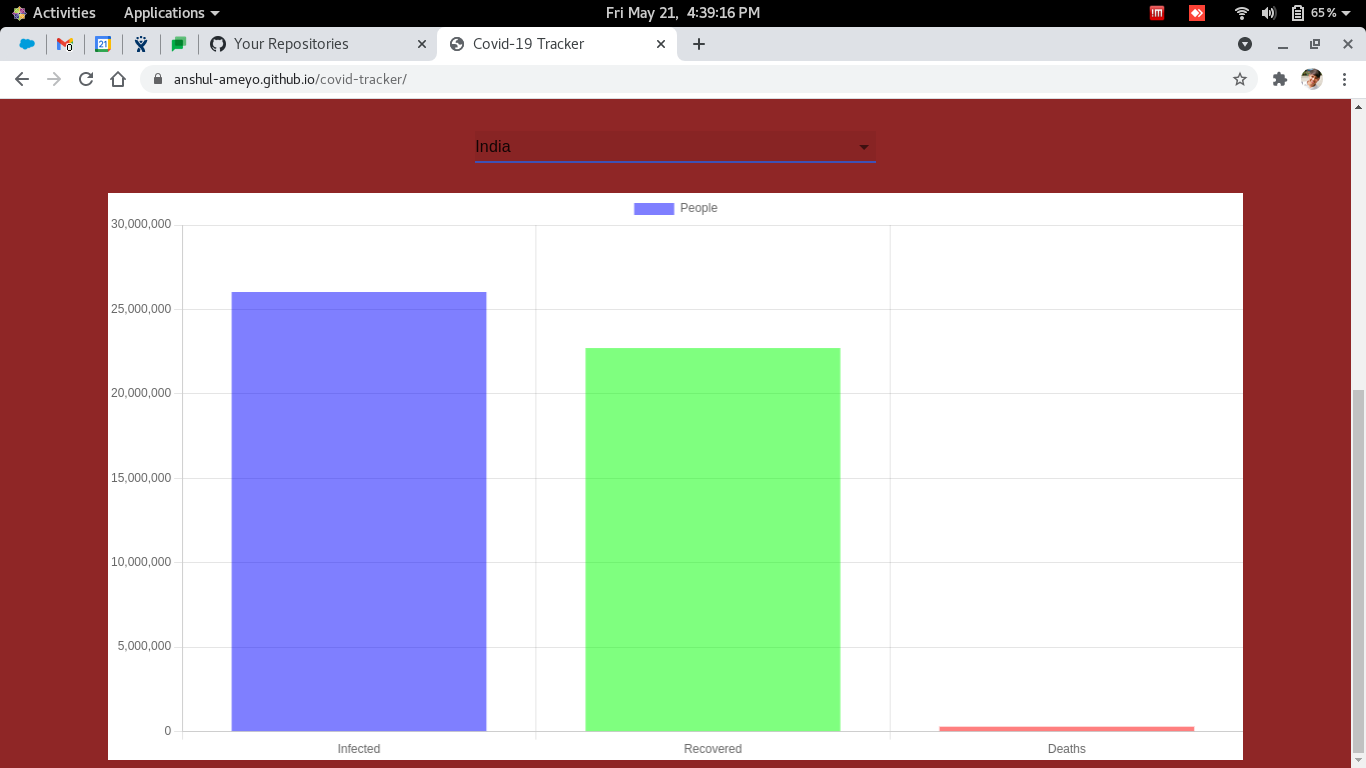 Activities Applications Fri May 21, 4:39:16 PM 65%
21 0 Your Repositories Covid-19 Tracker
anshul-ameyo.github.io/covid-tracker/
India
People
30,000,000
25,000,000
20,000,000
15,000,000
10,000,000
5,000,000
0
Infected Recovered Deaths